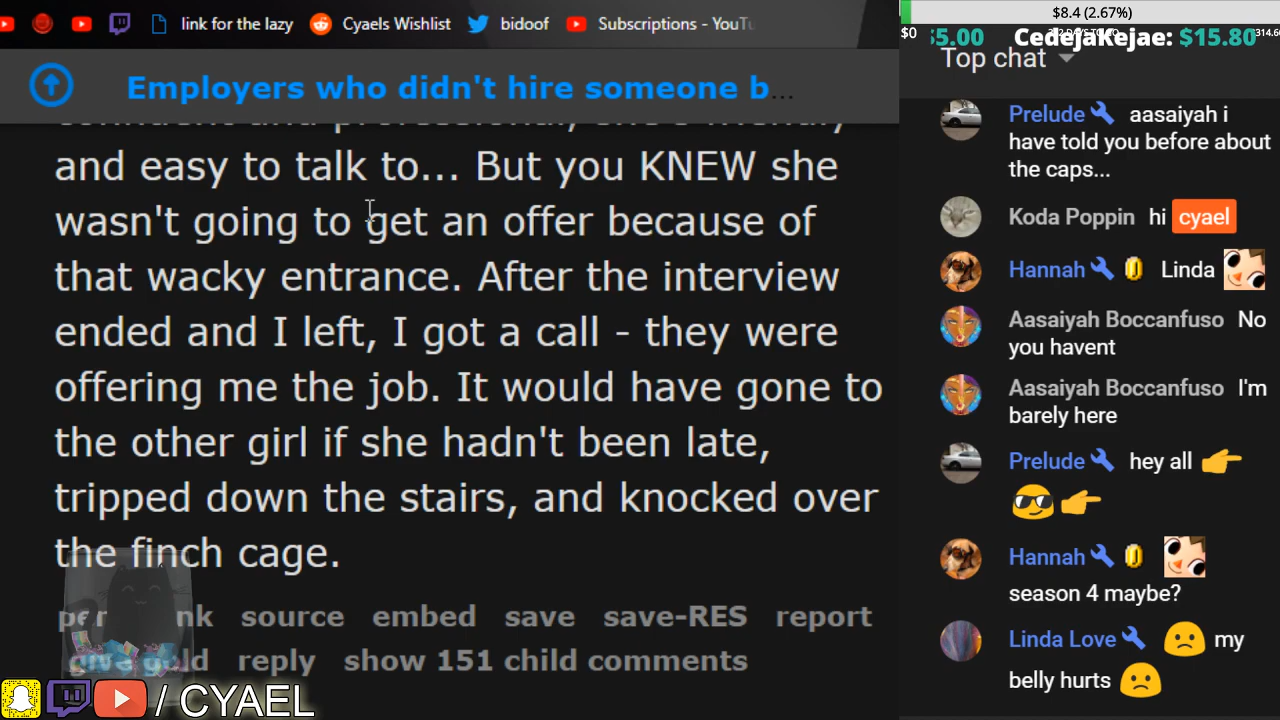 link for the lazy Cyaels Wishlist bidoof Subscriptions - YouTu
Employers who didn't hire someone b...
and easy to talk to... But you KNEW she
wasn't going to get an offer because of
that wacky entrance. After the interview
ended and I left, I got a call - they were
offering me the job. It would have gone to
the other girl if she hadn't been late,
tripped down the stairs, and knocked over
the finch cage.
source embed save save-RES report
give gold reply show 151 child comments
/ CYAEL
$8.4 (2.67%)
$0
$5.00 CedejaKejae: $15.80
Top chat
Prelude aasaiyah i
have told you before about
the caps...
Koda Poppin hi cyael
Hannah Linda
Aasaiyah Boccanfuso No
you havent
Aasaiyah Boccanfuso I'm
barely here
Prelude hey all
Hannah
season 4 maybe?
Linda Love my
belly hurts